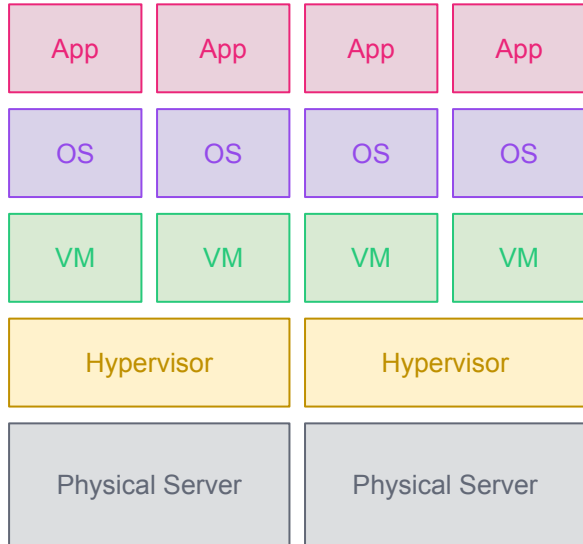 App App App App
OS OS OS OS
VM VM VM VM
Hypervisor Hypervisor
Physical Server Physical Server